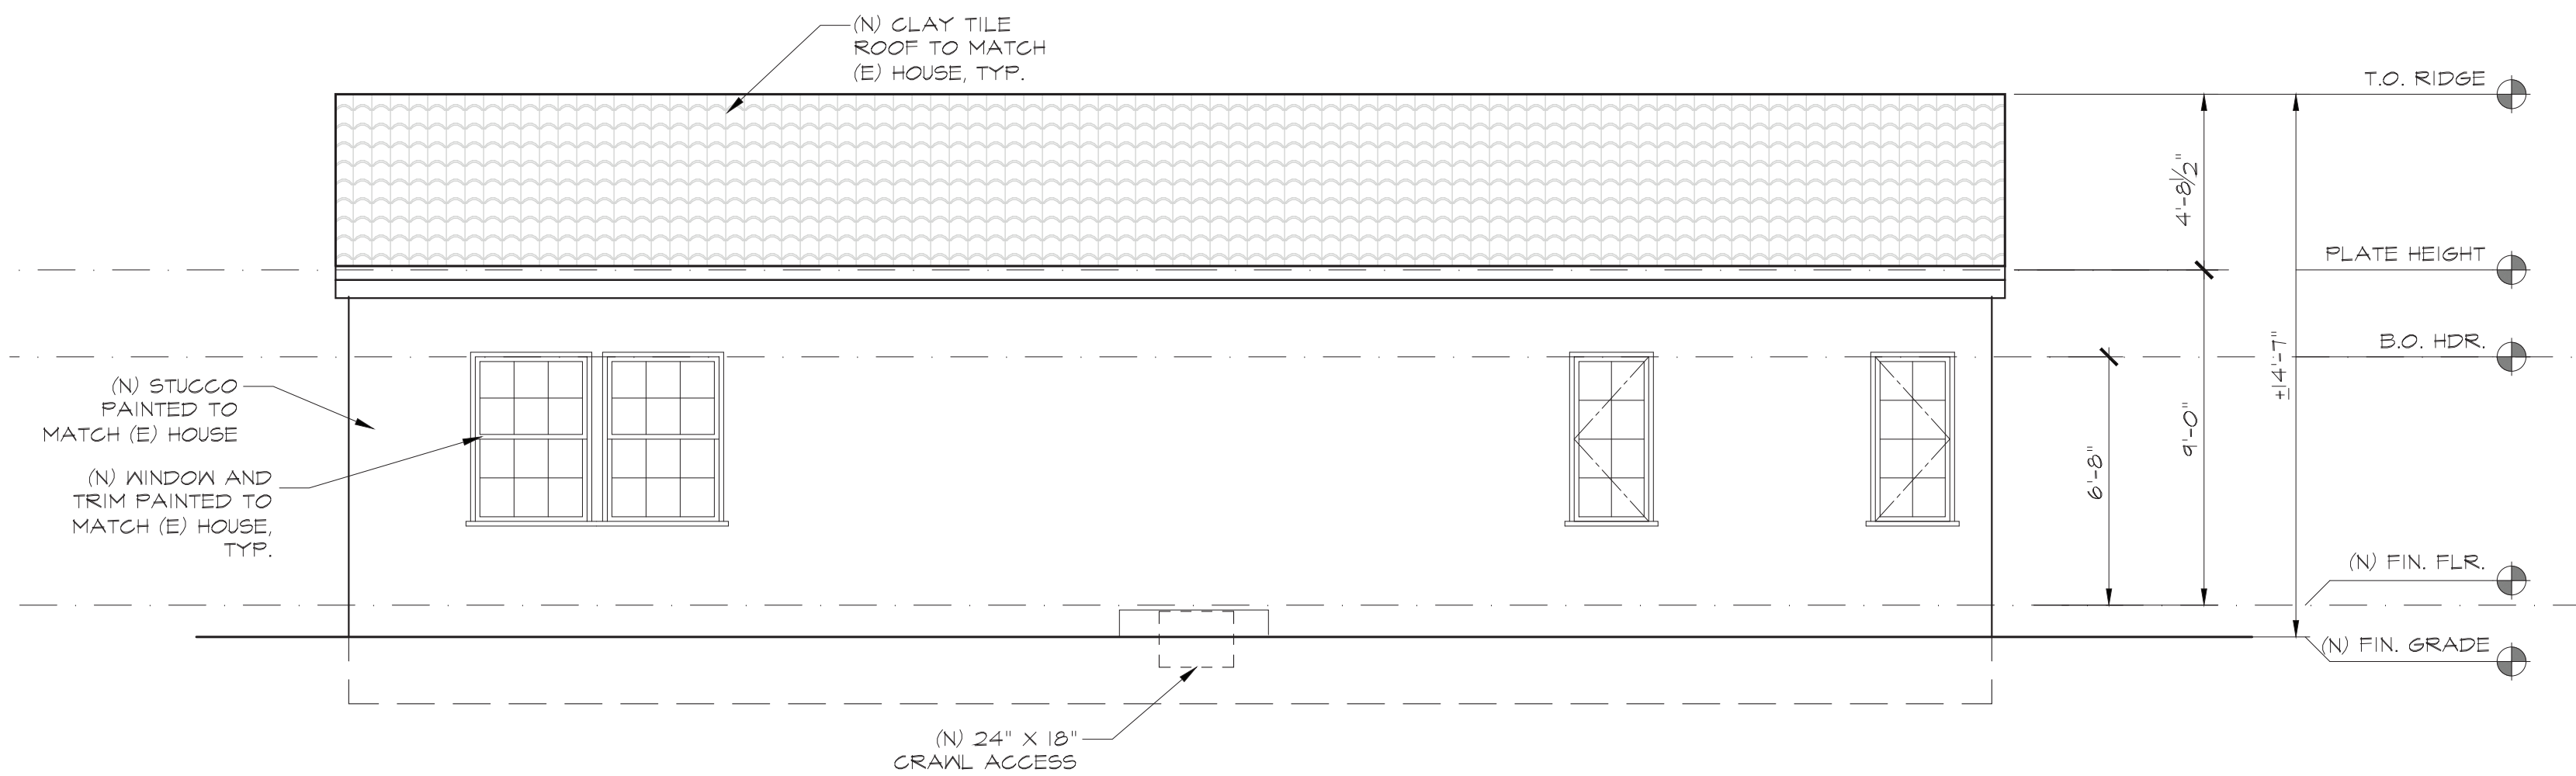 (N) CLAY TILE
ROOF TO MATCH
(E) HOUSE, TYP.
T.O. RIDGE
4'-8½"
PLATE HEIGHT
B.O. HDR.
±14'-7"
9'-0"
6'-8"
(N) STUCCO
PAINTED TO
MATCH (E) HOUSE
(N) WINDOW AND
TRIM PAINTED TO
MATCH (E) HOUSE,
TYP.
(N) FIN. FLR.
(N) FIN. GRADE
(N) 24" X 18"
CRAWL ACCESS